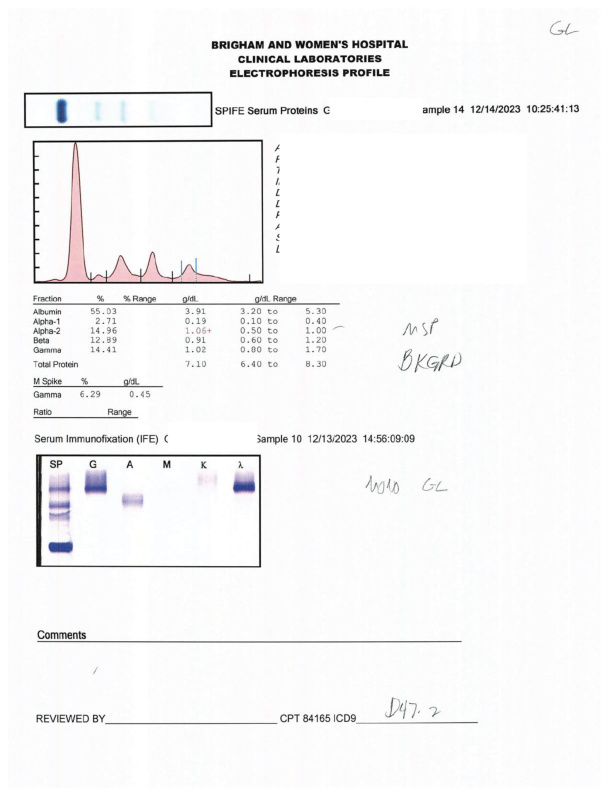 GL
BRIGHAM AND WOMEN'S HOSPITAL
CLINICAL LABORATORIES
ELECTROPHORESIS PROFILE
SPIFE Serum Proteins G ample 14 12/14/2023 10:25:41:13
Fraction % % Range g/dL g/dL Range
Albumin 55.03 3.91 3.20 to 5.30
Alpha-1 2.71 0.19 0.10 to 0.40
Alpha-2 14.96 1.06+ 0.50 to 1.00
Beta 12.89 0.91 0.60 to 1.20
Gamma 14.41 1.02 0.80 to 1.70
Total Protein 7.10 6.40 to 8.30
MSP
BKGRD
M Spike % g/dL
Gamma 6.29 0.45
Ratio Range
Serum Immunofixation (IFE) Sample 10 12/13/2023 14:56:09:09
SP G A M K λ
GL
Comments
REVIEWED BY CPT 84165 ICD9 D47.2